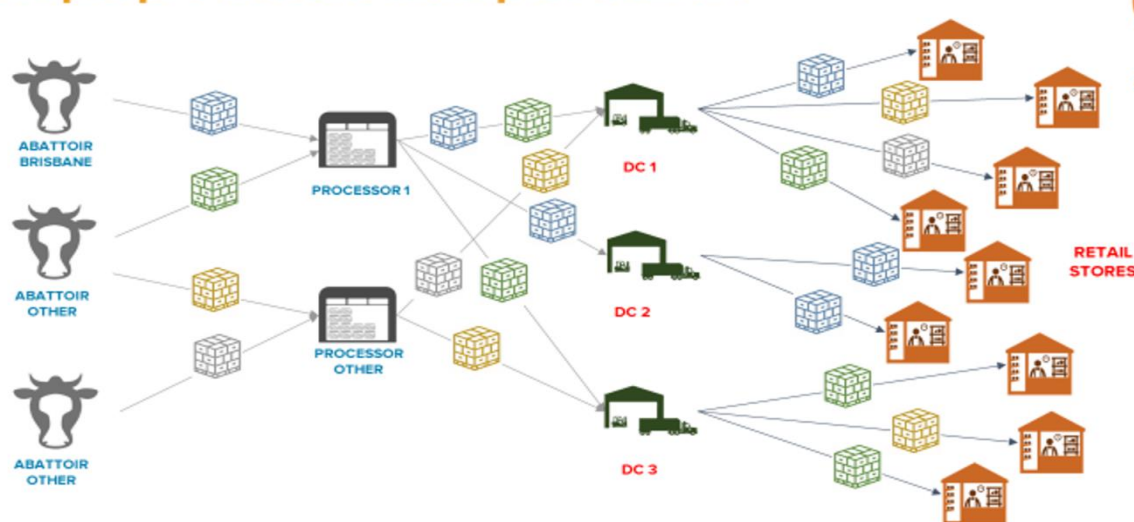 ABATTOIR
BRISBANE
PROCESSOR 1
DC 1
ABATTOIR
OTHER
DC 2
RETAIL
STORES
PROCESSOR
OTHER
ABATTOIR
OTHER
DC 3